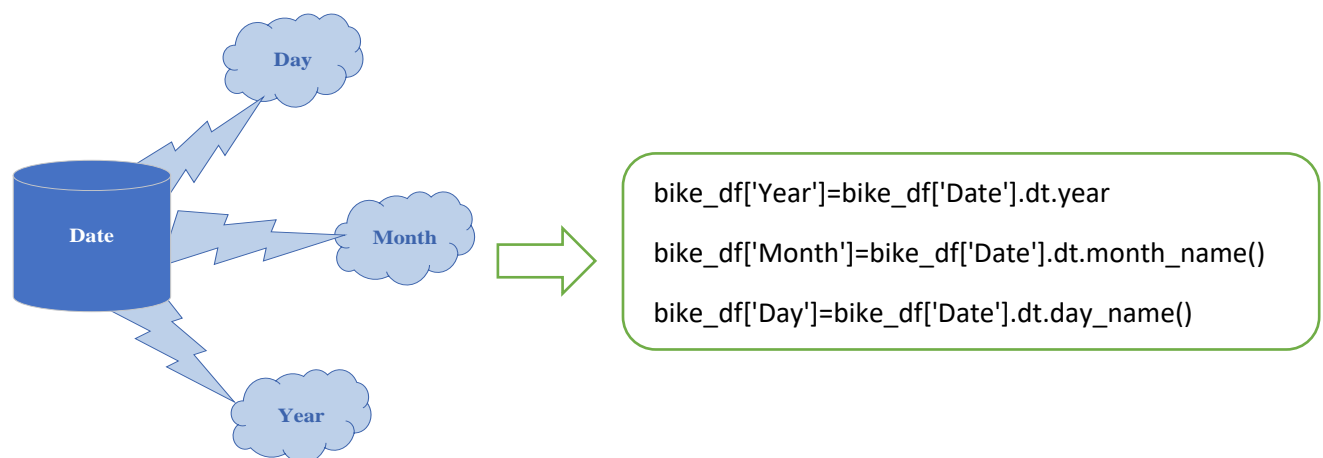 Day
Date
Month
Year
bike_df['Year']=bike_df['Date'].dt.year
bike_df['Month']=bike_df['Date'].dt.month_name()
bike_df['Day']=bike_df['Date'].dt.day_name()